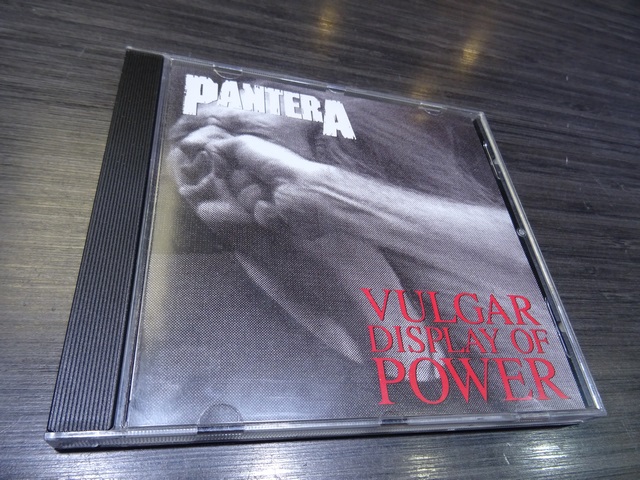 PANTERA
VULGAR
DISPLAY OF
POWER